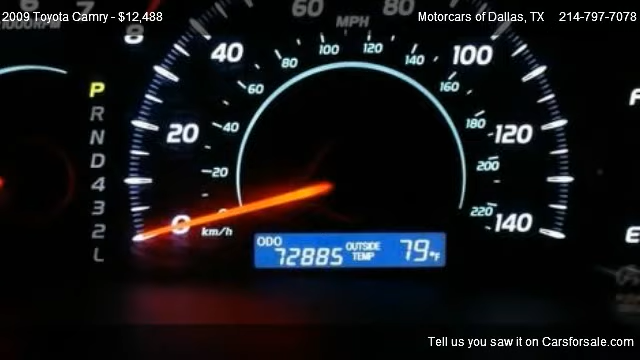 2009 Toyota Camry - $12,488
Motorcars of Dallas, TX 214-797-7078
1000RPM
MPH
0 20 40 60 80 100 120 140
km/h
20 40 60 80 100 120 140 160 180 200 220
P
R
N
D
4
3
2
L
8
ODO 72885 OUTSIDE TEMP 79°F
E
Tell us you saw it on Carsforsale.com